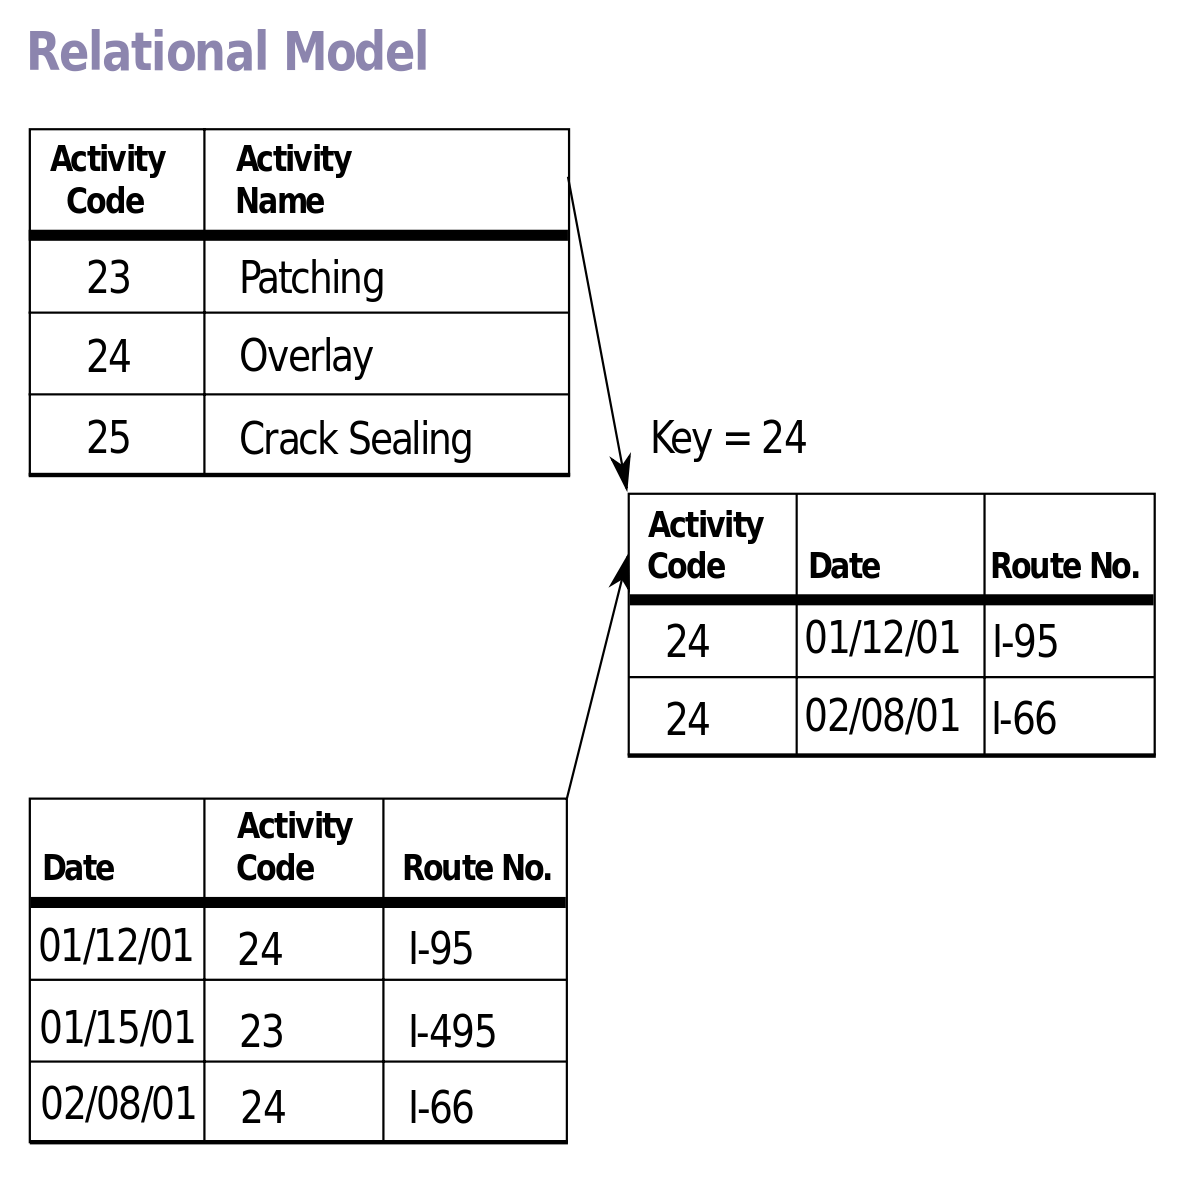 Relational Model
Activity Activity
Code Name
23 Patching
24 Overlay
25 Crack Sealing
Key = 24
Activity
Code Date Route No.
24 01/12/01 I-95
24 02/08/01 I-66
Activity
Date Code Route No.
01/12/01 24 I-95
01/15/01 23 I-495
02/08/01 24 I-66